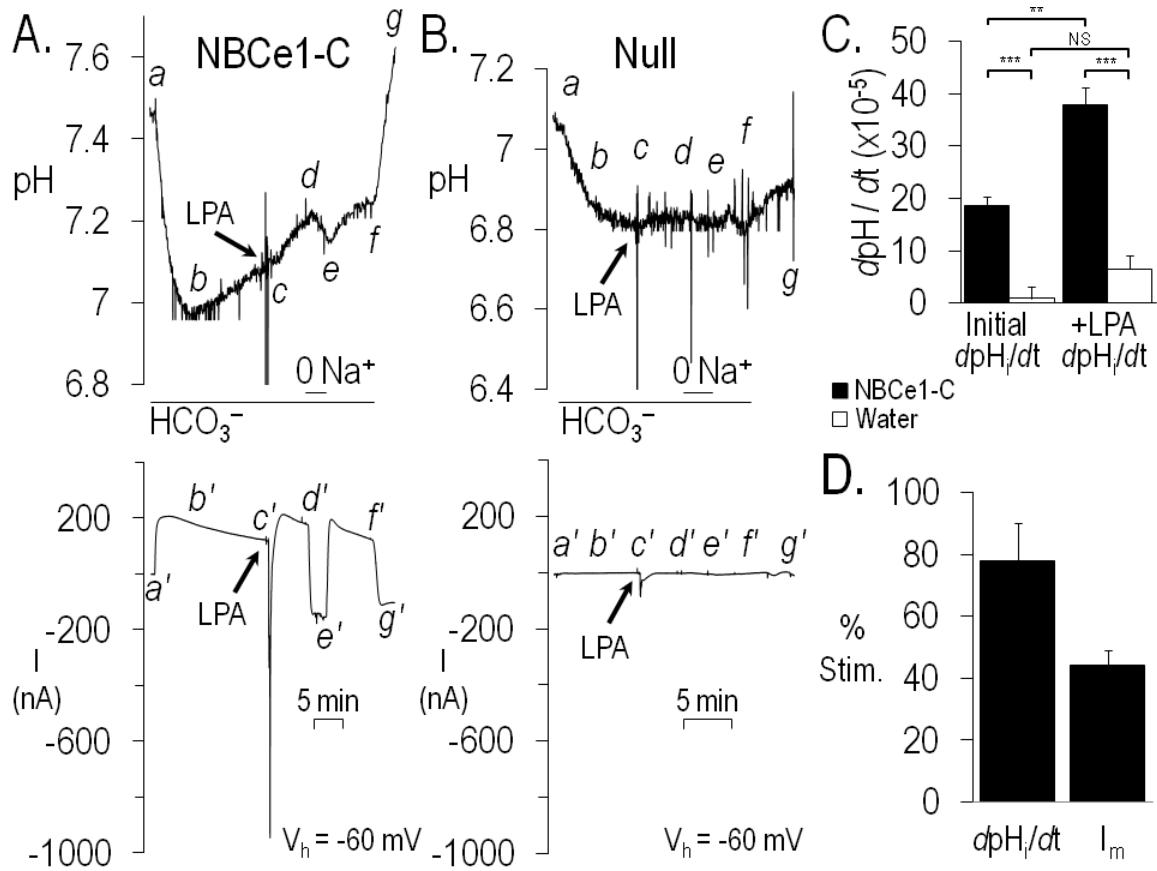 A.
NBCe1-C
7.6
7.4
pH
7.2
7
6.8
a
b
LPA
c
d
e
f
g
0 Na⁺
HCO₃⁻
200
-200
I
(nA)
-600
-1000
a'
b'
c'
LPA
d'
e'
f'
g'
5 min
Vₕ = -60 mV
B.
Null
7.2
7
pH
6.8
6.6
6.4
a
b
c
d
e
f
g
LPA
0 Na⁺
HCO₃⁻
200
-200
I
(nA)
-600
-1000
a' b' c' d' e' f' g'
LPA
5 min
Vₕ = -60 mV
C.
**
NS
***
***
50
40
30
20
10
0
dpH / dt (x10⁻⁵)
Initial
dpHᵢ/dt
+LPA
dpHᵢ/dt
NBCe1-C
Water
D.
100
80
60
%
Stim.
40
20
0
dpHᵢ/dt
Iₘ